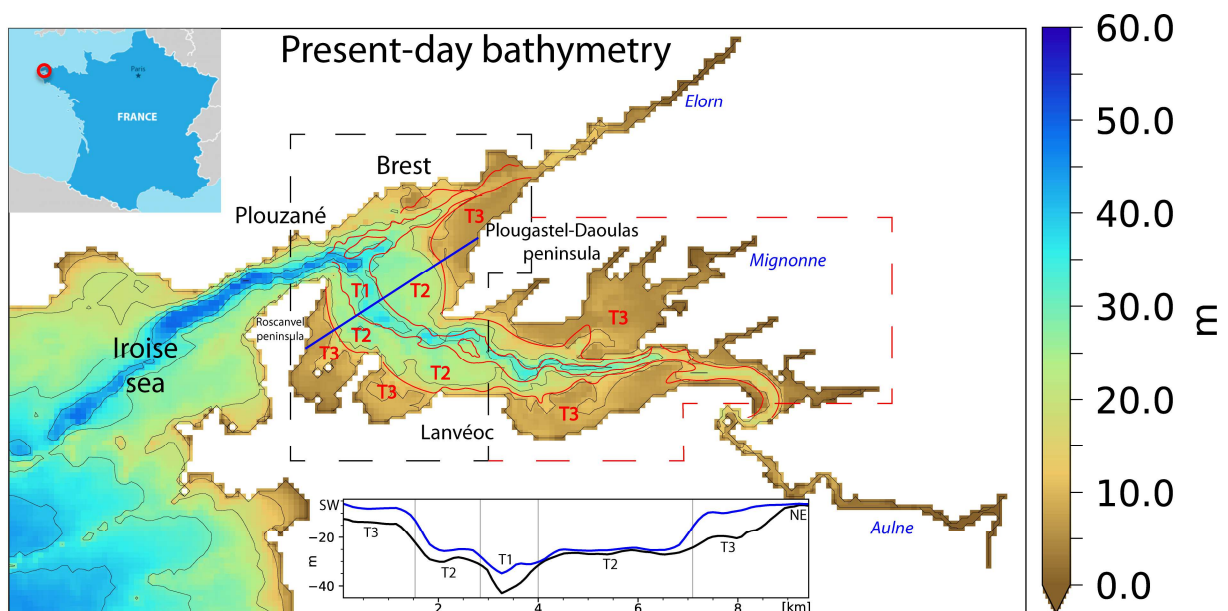 Present-day bathymetry
Paris
FRANCE
Elorn
Brest
Plouzané
T3
Plougastel-Daoulas
peninsula
Mignonne
T1
T2
Roscanvel
peninsula
T2
T3
T3
Iroise
sea
T3
T2
T3
Lanvéoc
Aulne
SW
NE
−20
m
−40
T3
T2
T1
T2
T3
2
4
6
8
[km]
60.0
50.0
40.0
30.0
20.0
10.0
0.0
m